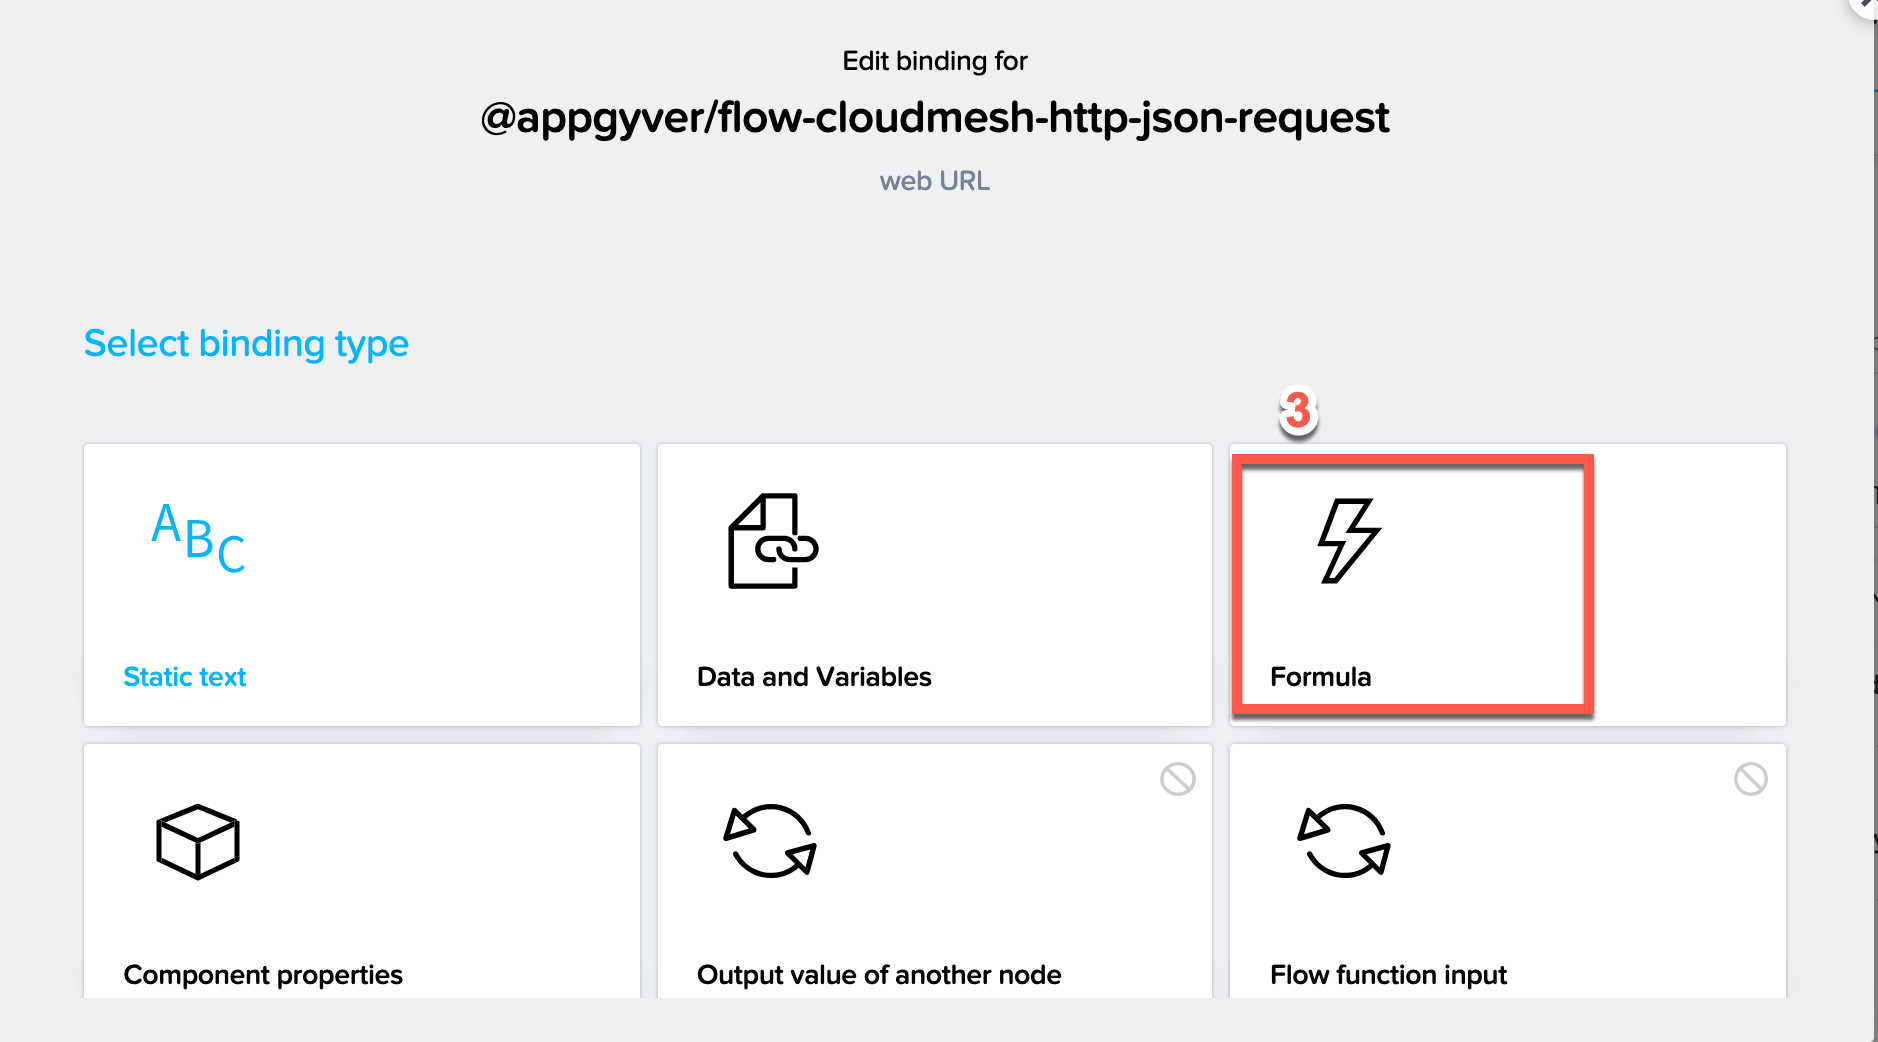 Edit binding for
@appgyver/flow-cloudmesh-http-json-request
web URL
Select binding type
3
ABC
Static text
Data and Variables
Formula
Component properties
Output value of another node
Flow function input